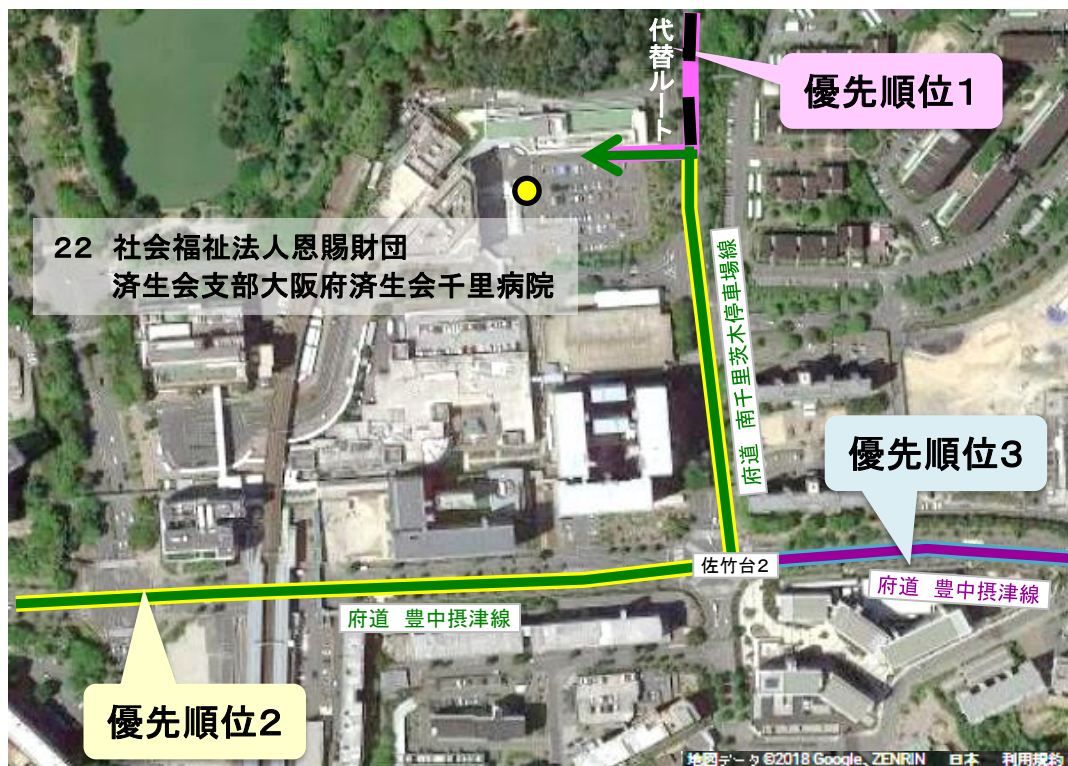 代替ルート
優先順位1
22 社会福祉法人恩賜財団
済生会支部大阪府済生会千里病院
府道 南千里茨木停車場線
優先順位3
佐竹台2
府道 豊中摂津線
府道 豊中摂津線
優先順位2
地図データ ©2018 Google、ZENRIN 日本 利用規約